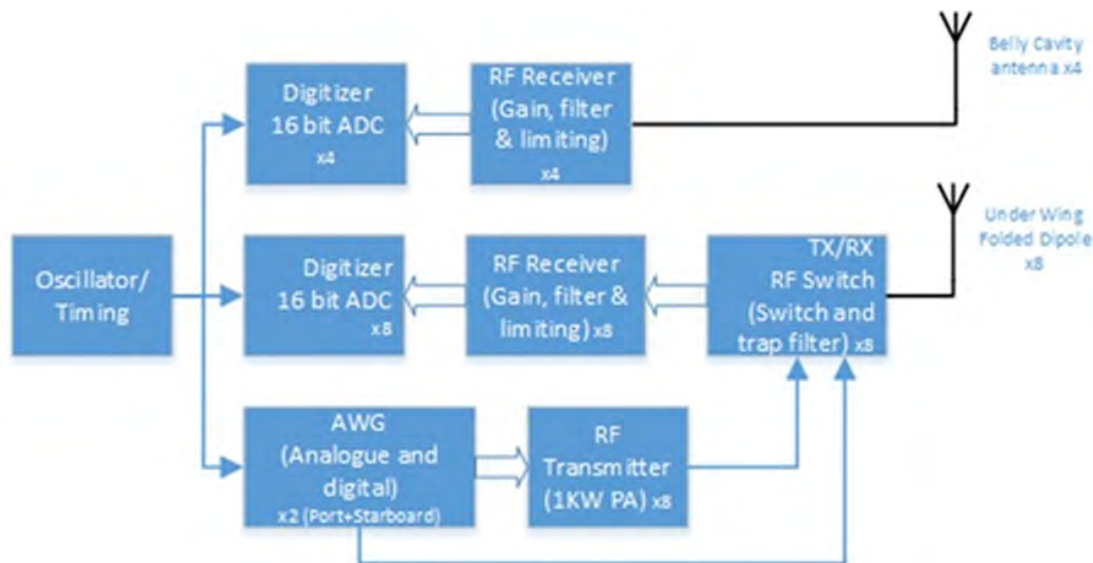 Digitizer
16 bit ADC
x4
RF Receiver
(Gain, filter
& limiting)
x4
Belly Cavity
antenna x4
Oscillator/
Timing
Digitizer
16 bit ADC
x8
RF Receiver
(Gain, filter &
limiting) x8
TX/RX
RF Switch
(Switch and
trap filter) x8
Under Wing
Folded Dipole
x8
AWG
(Analogue and
digital)
x2 (Port+Starboard)
RF
Transmitter
(1KW PA) x8